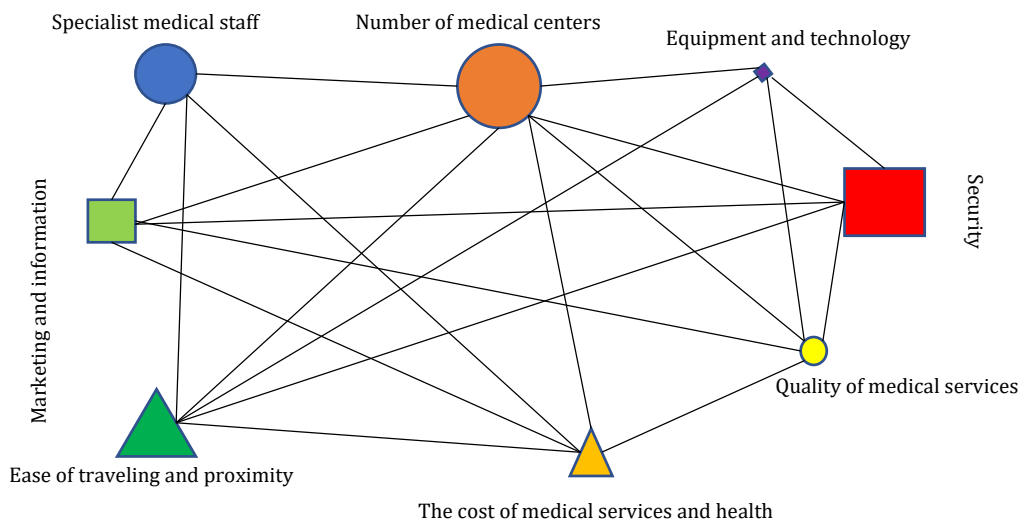 Specialist medical staff
Number of medical centers
Equipment and technology
Marketing and information
Security
Quality of medical services
Ease of traveling and proximity
The cost of medical services and health